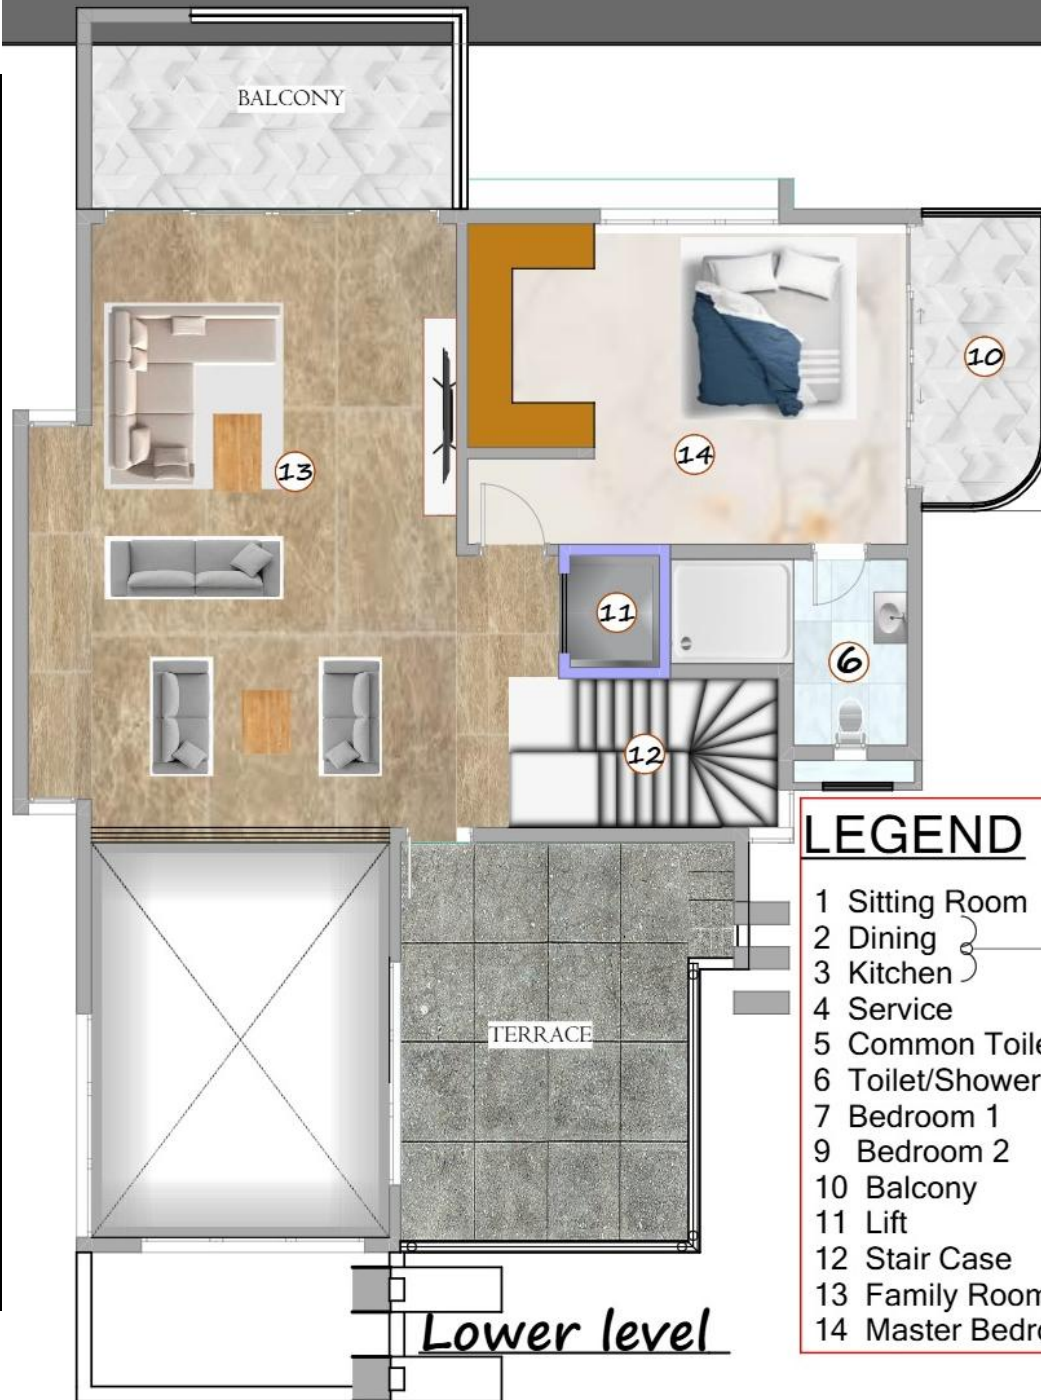 BALCONY
10
13
14
11
6
12
TERRACE
LEGEND
1 Sitting Room
2 Dining
3 Kitchen
4 Service
5 Common
6 Toilet/Shower
7 Bedroom 1
9 Bedroom 2
10 Balcony
11 Lift
12 Stair Case
13 Family Room
14 Master
Lower level